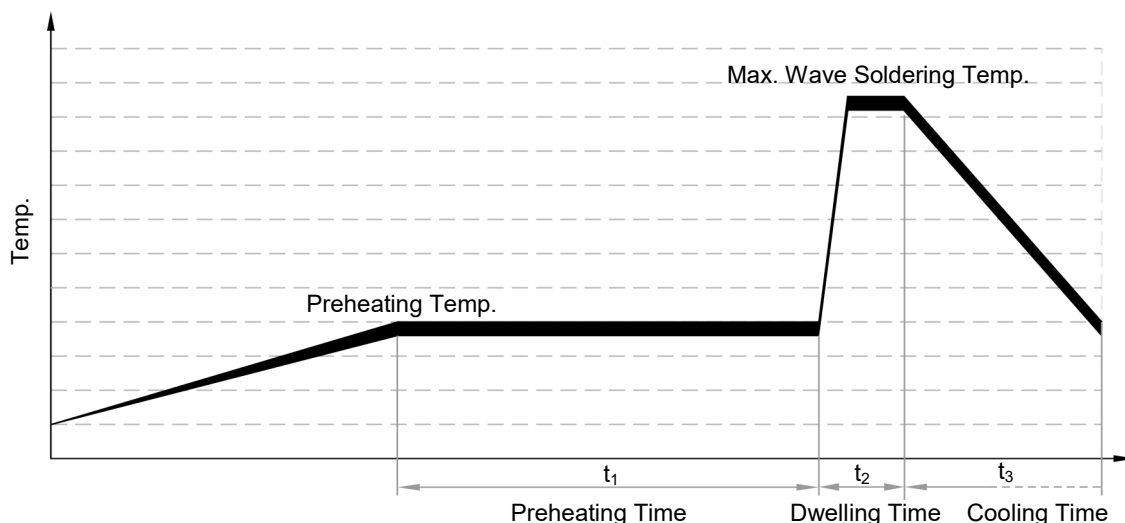 Max. Wave Soldering Temp.
Temp.
Preheating Temp.
t₁
t₂
t₃
Preheating Time
Dwelling Time
Cooling Time